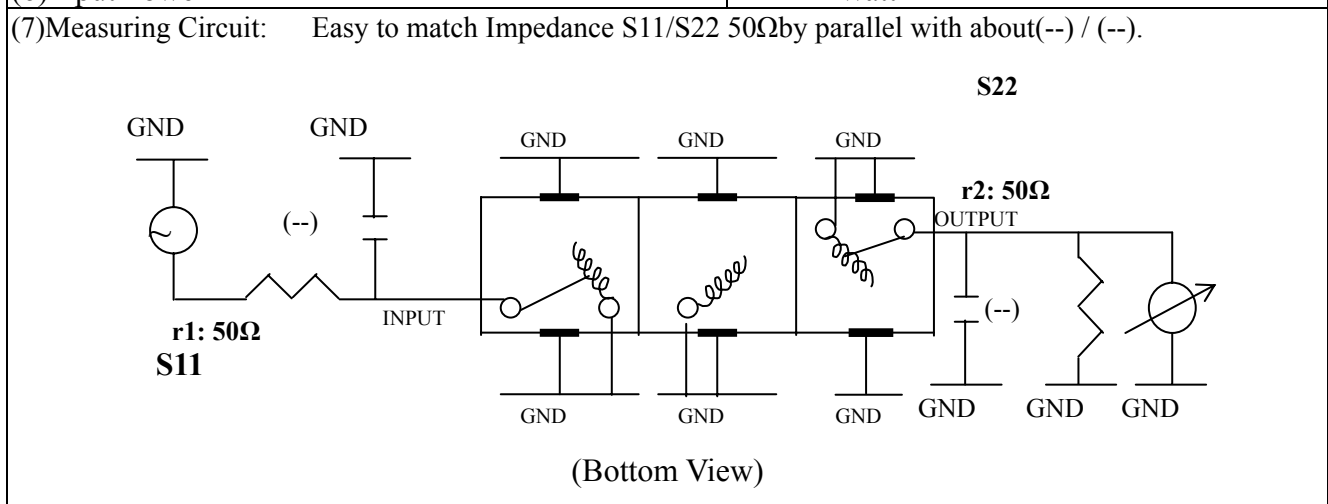 (7)Measuring Circuit: Easy to match Impedance S11/S22 50Ωby parallel with about(--) / (--).
S22
GND GND GND GND GND
r2: 50Ω
(--) OUTPUT
(--)
INPUT
r1: 50Ω
S11
GND GND GND GND GND GND
(Bottom View)